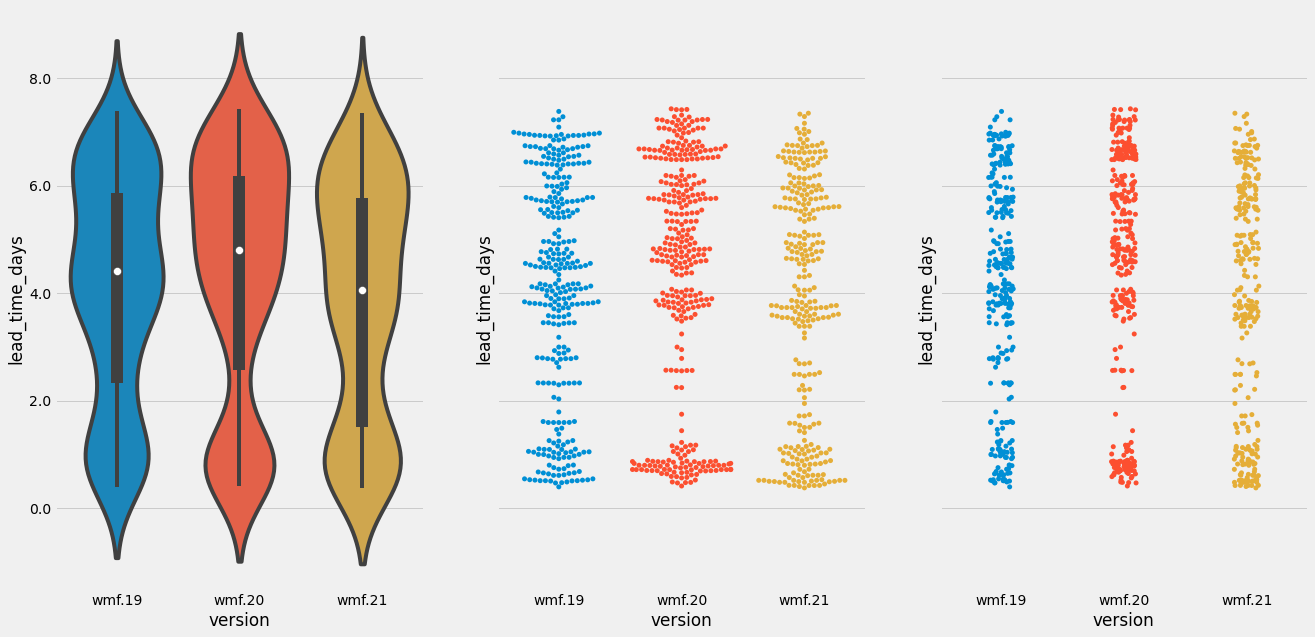 lead_time_days
8.0
6.0
4.0
2.0
0.0
wmf.19 wmf.20 wmf.21
version
lead_time_days
wmf.19 wmf.20 wmf.21
version
lead_time_days
wmf.19 wmf.20 wmf.21
version